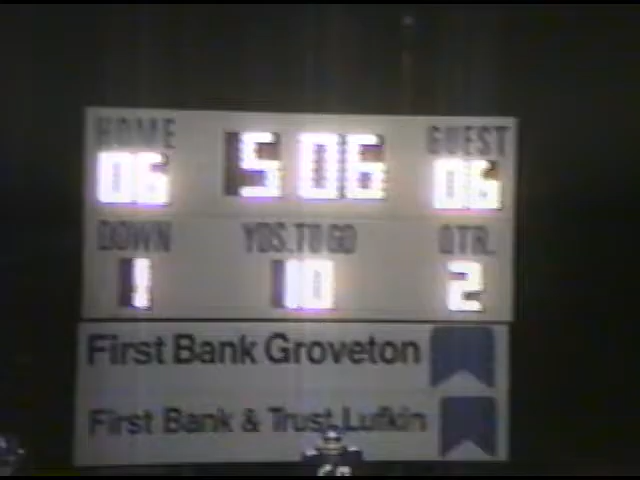 HOME 5 06 GUEST
06 06
DOWN YDS.TO GO QTR.
1 10 2
First Bank Groveton
First Bank & Trust, Lufkin